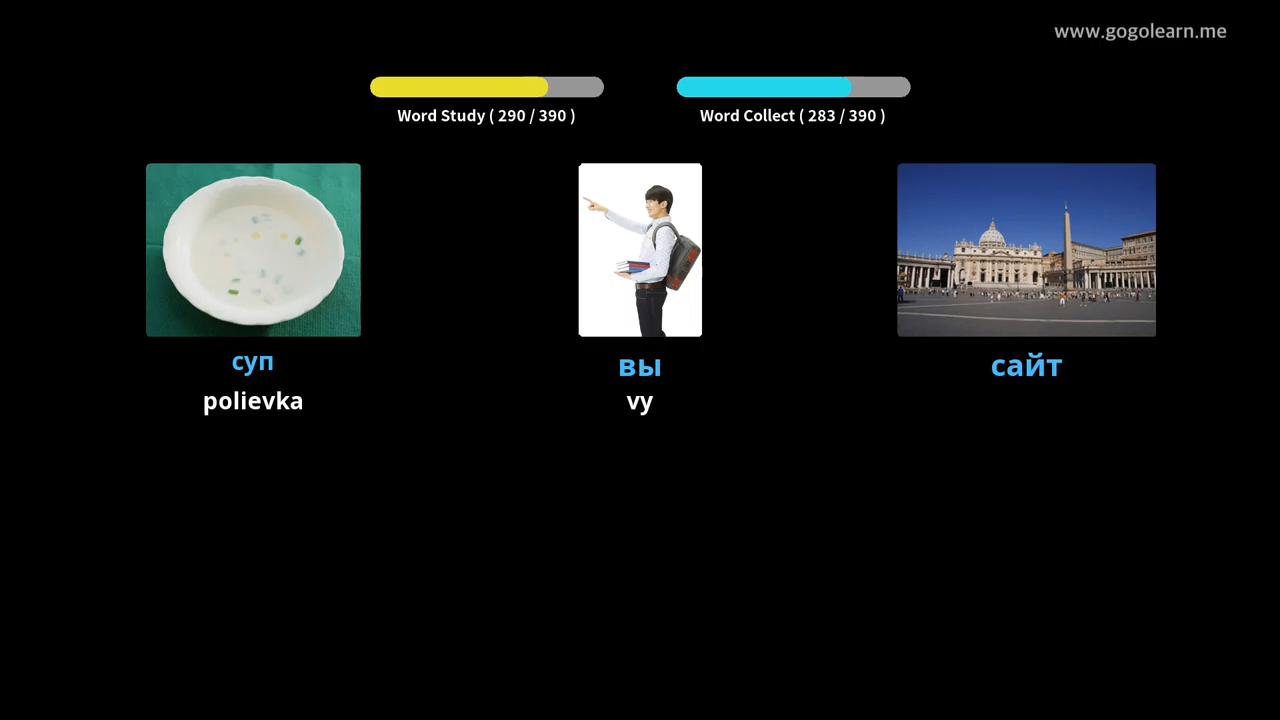 www.gogolearn.me
Word Study ( 290 / 390 )
Word Collect ( 283 / 390 )
суп
вы
сайт
polievka
vy